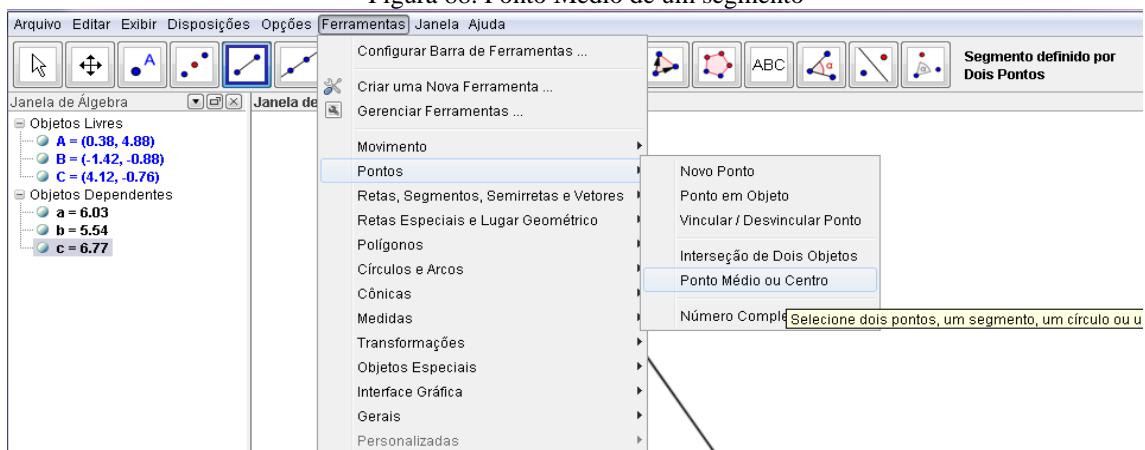 Figura 88: Ponto Médio de um segmento
Arquivo Editar Exibir Disposições Opções Ferramentas Janela Ajuda
A
ABC
Segmento definido por
Dois Pontos
Janela de Álgebra
Janela de
Objetos Livres
A = (0.38, 4.88)
B = (-1.42, -0.88)
C = (4.12, -0.76)
Objetos Dependentes
a = 6.03
b = 5.54
c = 6.77
Configurar Barra de Ferramentas ...
Criar uma Nova Ferramenta ...
Gerenciar Ferramentas ...
Movimento
Pontos
Retas, Segmentos, Semirretas e Vetores
Retas Especiais e Lugar Geométrico
Polígonos
Círculos e Arcos
Cônicas
Medidas
Transformações
Objetos Especiais
Interface Gráfica
Gerais
Personalizadas
Novo Ponto
Ponto em Objeto
Vincular / Desvincular Ponto
Interseção de Dois Objetos
Ponto Médio ou Centro
Número Comple
Selecione dois pontos, um segmento, um círculo ou u